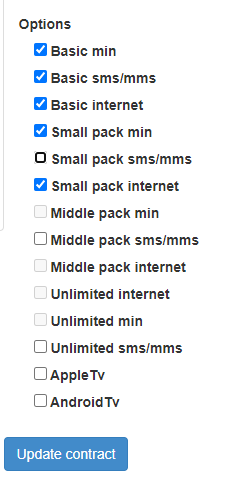 Options
Basic min
Basic sms/mms
Basic internet
Small pack min
Small pack sms/mms
Small pack internet
Middle pack min
Middle pack sms/mms
Middle pack internet
Unlimited internet
Unlimited min
Unlimited sms/mms
AppleTv
AndroidTv
Update contract